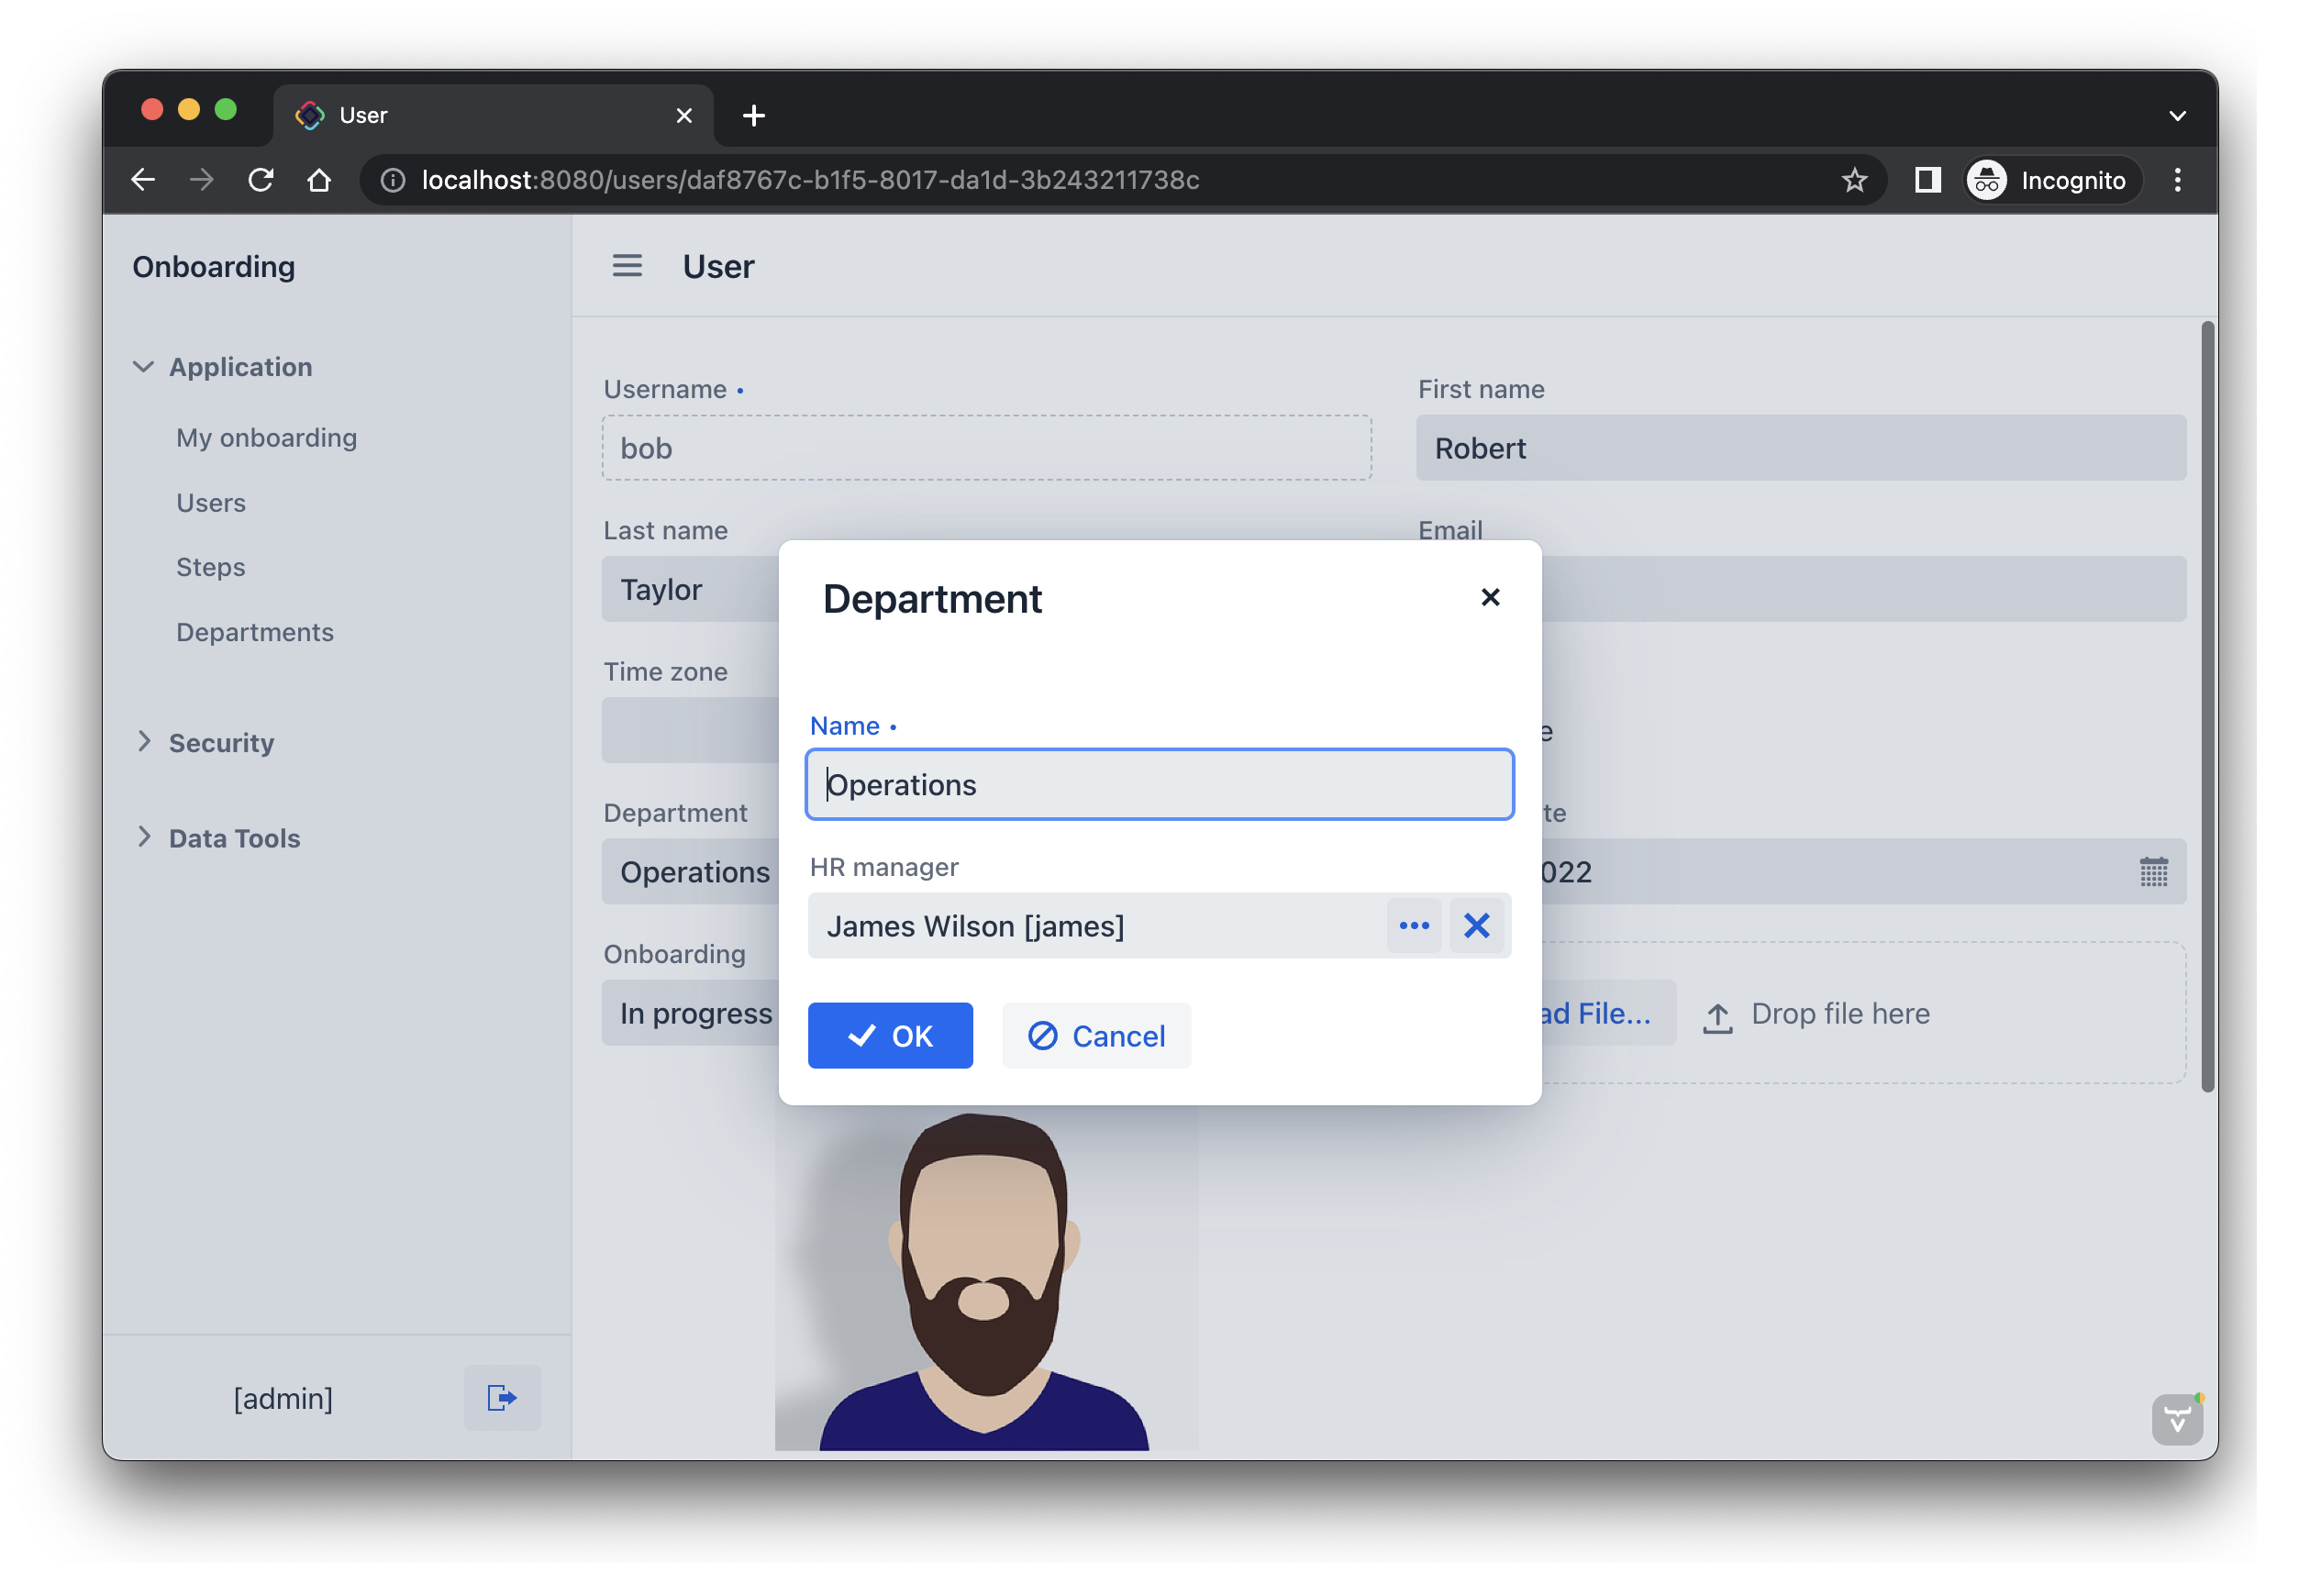 User
localhost:8080/users/daf8767c-b1f5-8017-da1d-3b243211738c
Incognito
Onboarding
User
Application
My onboarding
Users
Steps
Departments
Security
Data Tools
[admin]
Username •
First name
bob
Robert
Last name
Email
Taylor
Time zone
Department
Operations
022
Onboarding
In progress
ad File...
Drop file here
Department
Name •
Operations
HR manager
James Wilson [james]
OK
Cancel